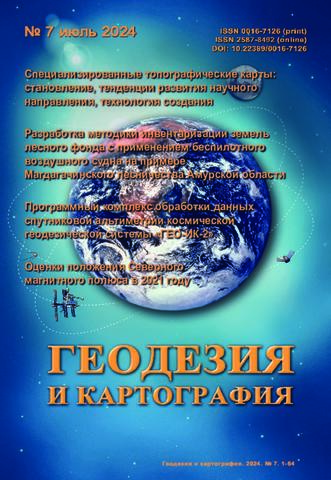 № 7 июль 2024
ISSN 0016-7126 (print)
ISSN 2587-8492 (online)
DOI: 10.22389/0016-7126
Специализированные топографические карты:
становление, тенденции развития научного
направления, технология создания
Разработка методики инвентаризации земель
лесного фонда с применением беспилотного
воздушного судна на примере
Магдагачинского лесничества Амурской области
Программный комплекс обработки данных
спутниковой альтиметрии космической
геодезической системы «ГЕО-ИК-2»
Оценки положения Северного
магнитного полюса в 2021 году
ГЕОДЕЗИЯ
И КАРТОГРАФИЯ
Геодезия и картография. 2024. № 7. 1–64